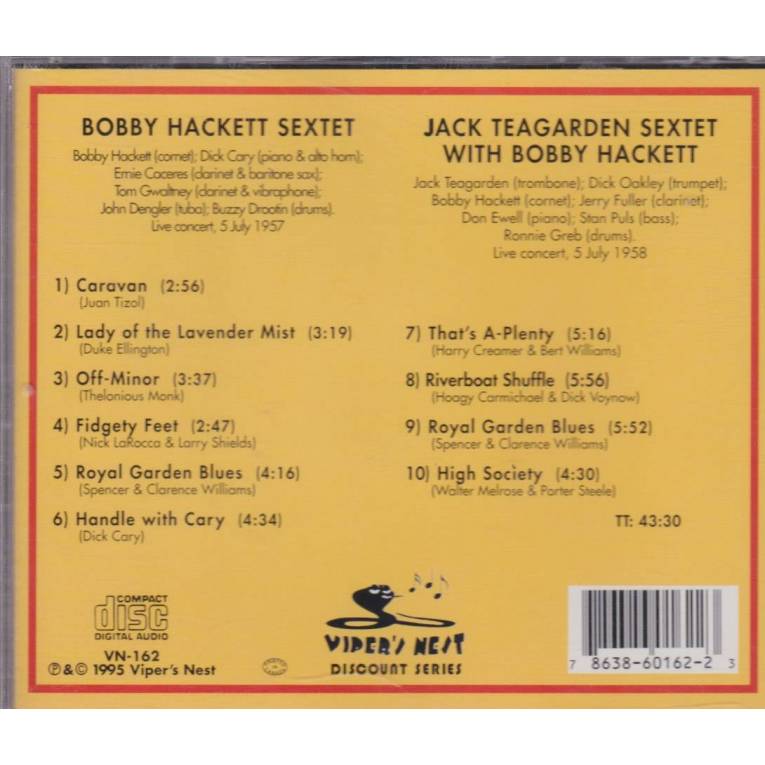 BOBBY HACKETT SEXTET
Bobby Hackett (cornet); Dick Cary (piano & alto horn);
Ernie Caceres (clarinet & baritone sax);
Tom Gwaltney (clarinet & vibraphone);
John Dengler (tuba); Buzzy Drootin (drums).
Live concert, 5 July 1957
1) Caravan (2:56)
(Juan Tizol)
2) Lady of the Lavender Mist (3:19)
(Duke Ellington)
3) Off-Minor (3:37)
(Thelonious Monk)
4) Fidgety Feet (2:47)
(Nick LaRocca & Larry Shields)
5) Royal Garden Blues (4:16)
(Spencer & Clarence Williams)
6) Handle with Cary (4:34)
(Dick Cary)
JACK TEAGARDEN SEXTET
WITH BOBBY HACKETT
Jack Teagarden (trombone); Dick Oakley (trumpet);
Bobby Hackett (cornet); Jerry Fuller (clarinet);
Don Ewell (piano); Stan Puls (bass);
Ronnie Greb (drums).
Live concert, 5 July 1958
7) That's A-Plenty (5:16)
(Harry Creamer & Bert Williams)
8) Riverboat Shuffle (5:56)
(Hoagy Carmichael & Dick Voynow)
9) Royal Garden Blues (5:52)
(Spencer & Clarence Williams)
10) High Society (4:30)
(Walter Melrose & Porter Steele)
TT: 43:30
COMPACT
disc
DIGITAL AUDIO
VN-162
℗&© 1995 Viper's Nest
VIPER'S NEST
DISCOUNT SERIES
7 8638-60162-2 3